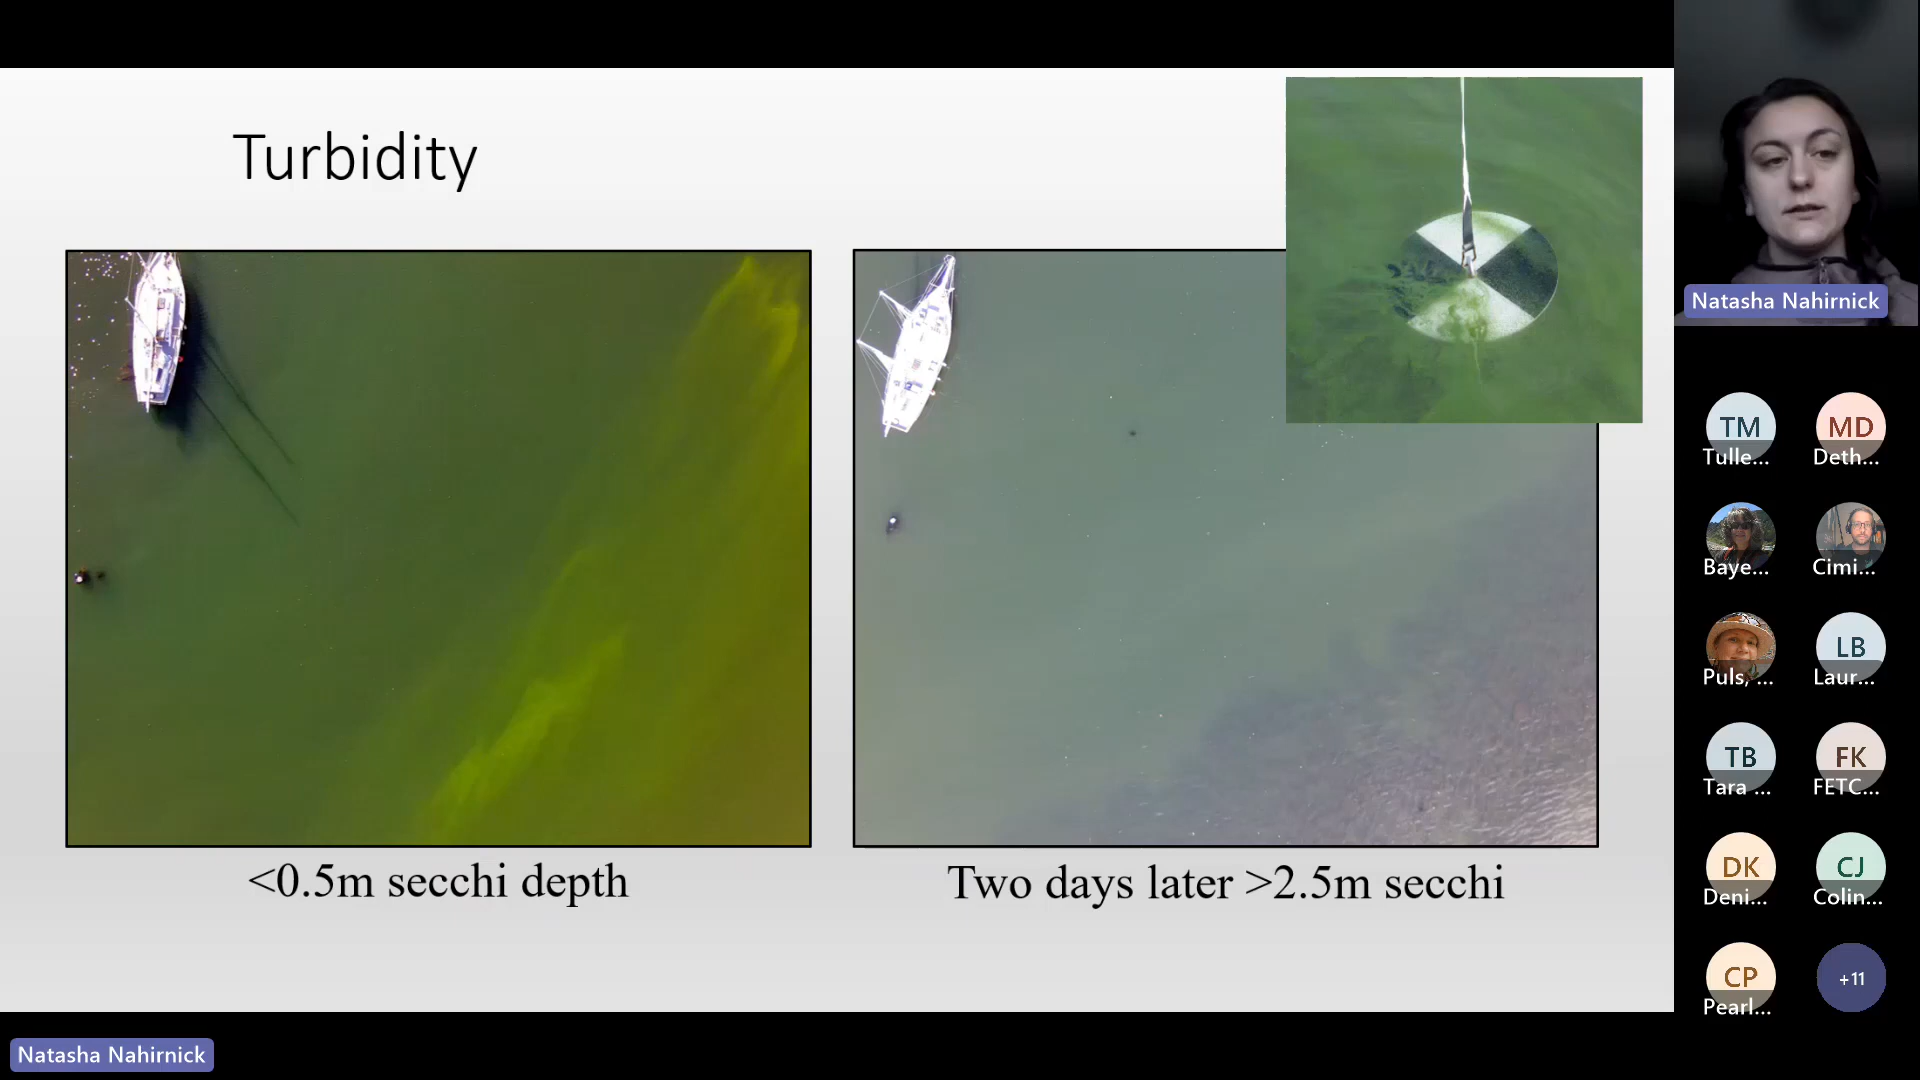 Turbidity
<0.5m secchi depth
Two days later >2.5m secchi
Natasha Nahirnick
TM
Tulle...
MD
Deth...
Baye...
Cimi...
Puls, ...
LB
Laur...
TB
Tara ...
FK
FETC...
DK
Deni...
CJ
Colin...
CP
Pearl...
+11
Natasha Nahirnick